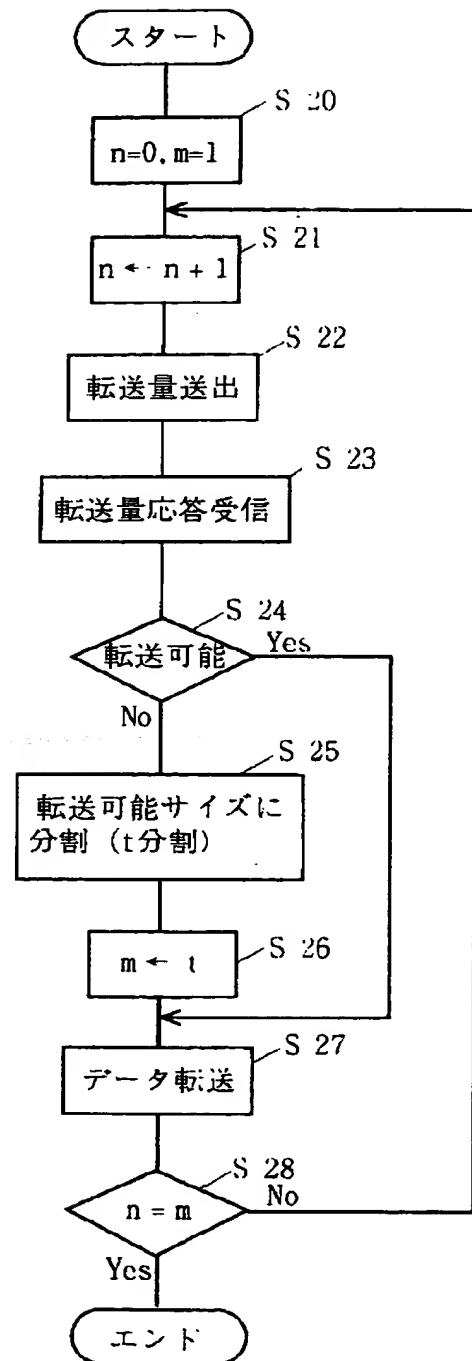 スタート
S 20
n=0, m=1
S 21
n ← n + 1
S 22
転送量送出
S 23
転送量応答受信
S 24
転送可能
Yes
No
S 25
転送可能サイズに
分割 (t分割)
S 26
m ← t
S 27
データ転送
S 28
n = m
No
Yes
エンド